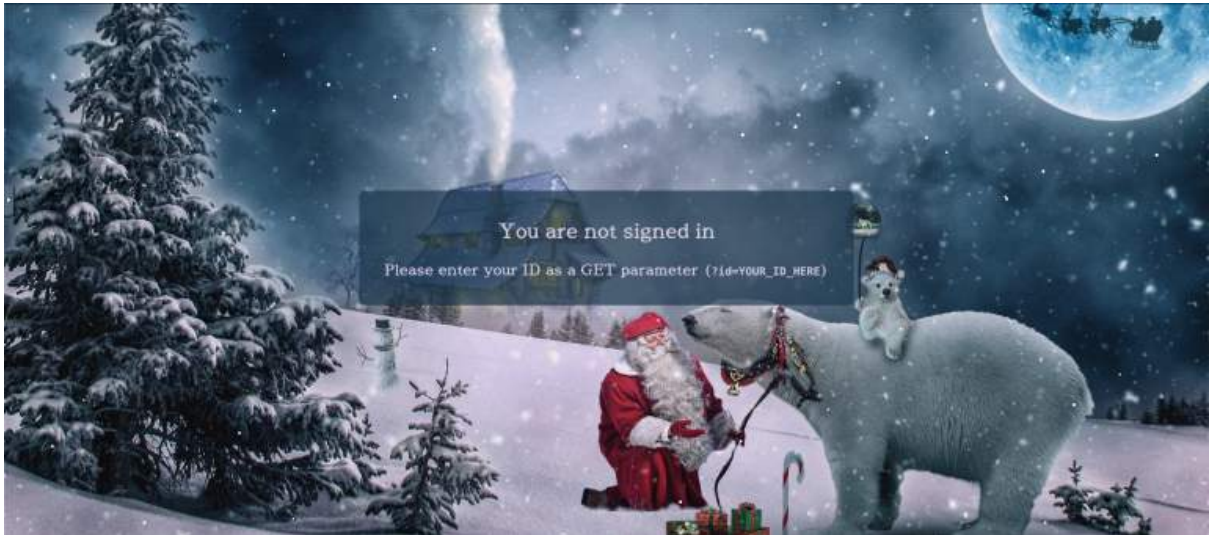 You are not signed in
Please enter your ID as a GET parameter (?id=YOUR_ID_HERE)